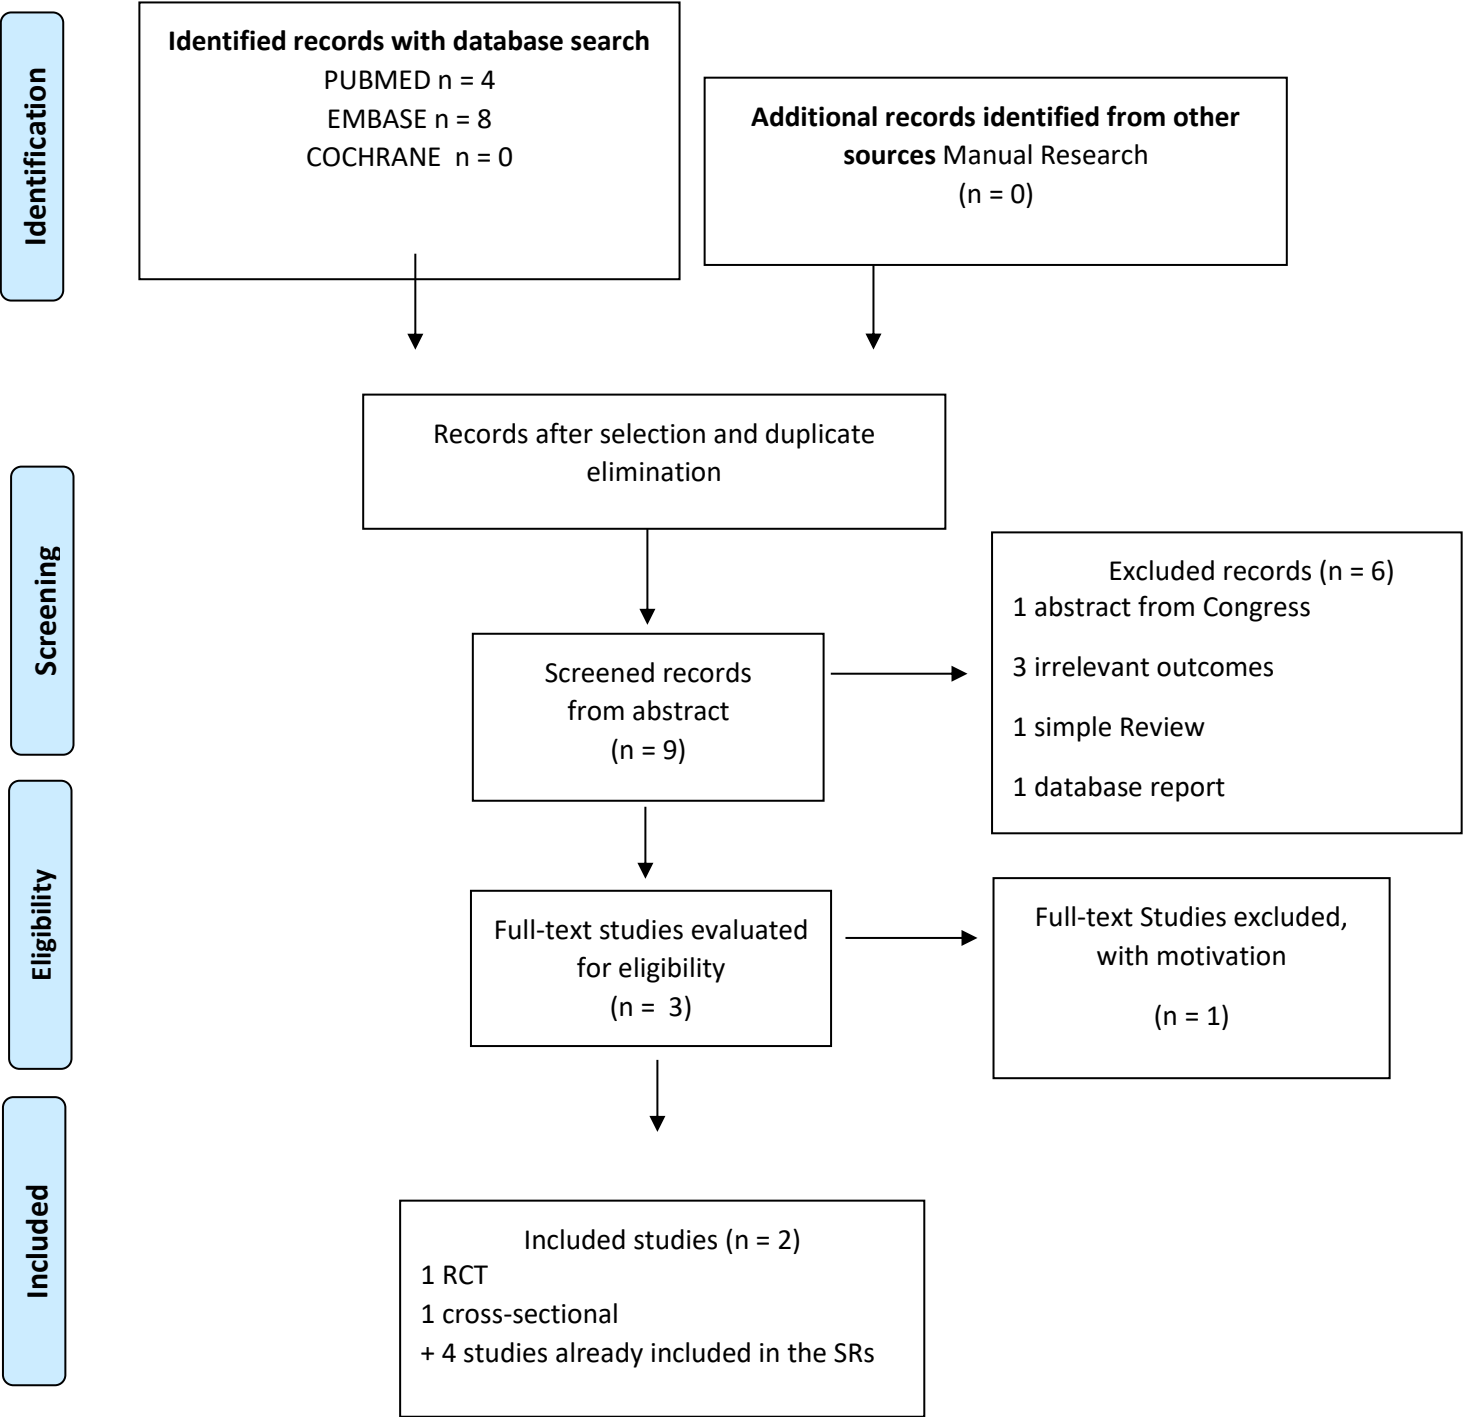 Identification
Identified records with database search
PUBMED n = 4
EMBASE n = 8
COCHRANE n = 0
Additional records identified from other
sources Manual Research
(n = 0)
Records after selection and duplicate
elimination
Screening
Screened records
from abstract
(n = 9)
Excluded records (n = 6)
1 abstract from Congress
3 irrelevant outcomes
1 simple Review
1 database report
Eligibility
Full-text studies evaluated
for eligibility
(n = 3)
Full-text Studies excluded,
with motivation
(n = 1)
Included
Included studies (n = 2)
1 RCT
1 cross-sectional
+ 4 studies already included in the SRs